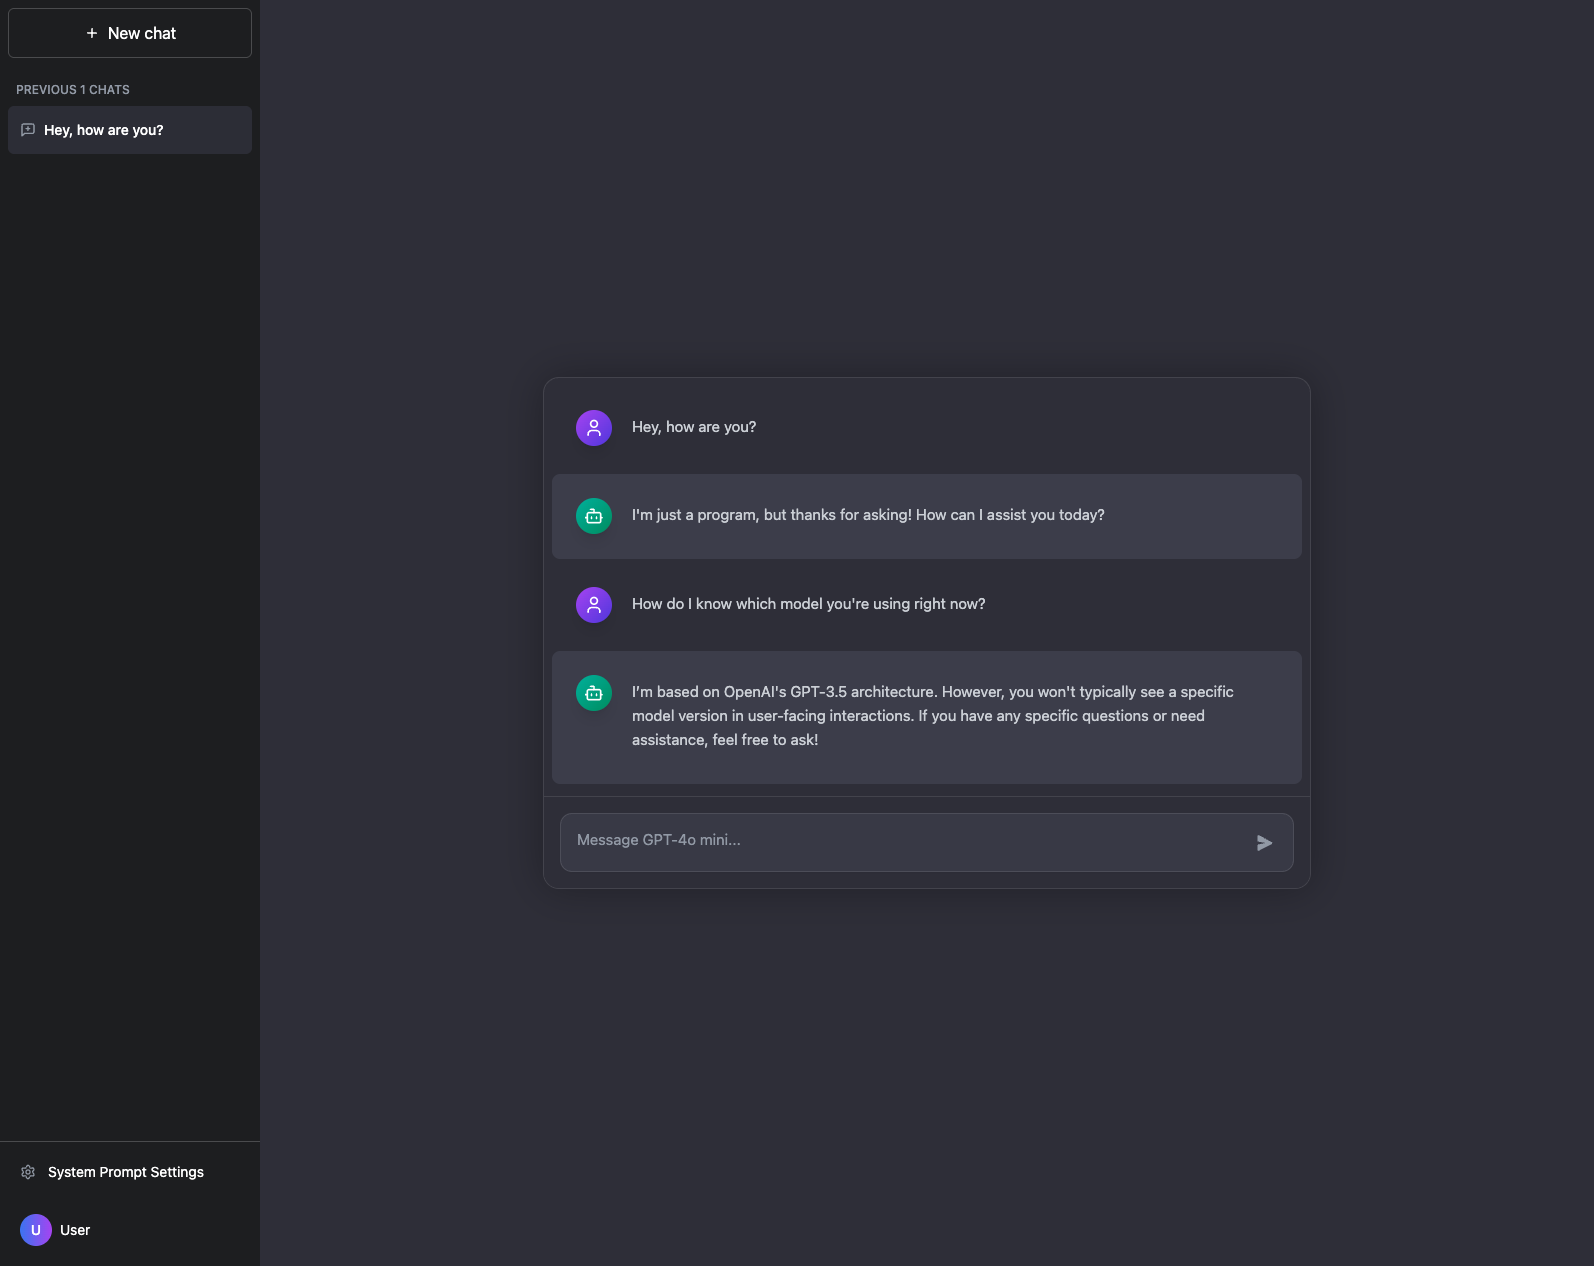 New chat
PREVIOUS 1 CHATS
Hey, how are you?
Hey, how are you?
I'm just a program, but thanks for asking! How can I assist you today?
How do I know which model you're using right now?
I'm based on OpenAI's GPT-3.5 architecture. However, you won't typically see a specific
model version in user-facing interactions. If you have any specific questions or need
assistance, feel free to ask!
Message GPT-4o mini...
System Prompt Settings
U User